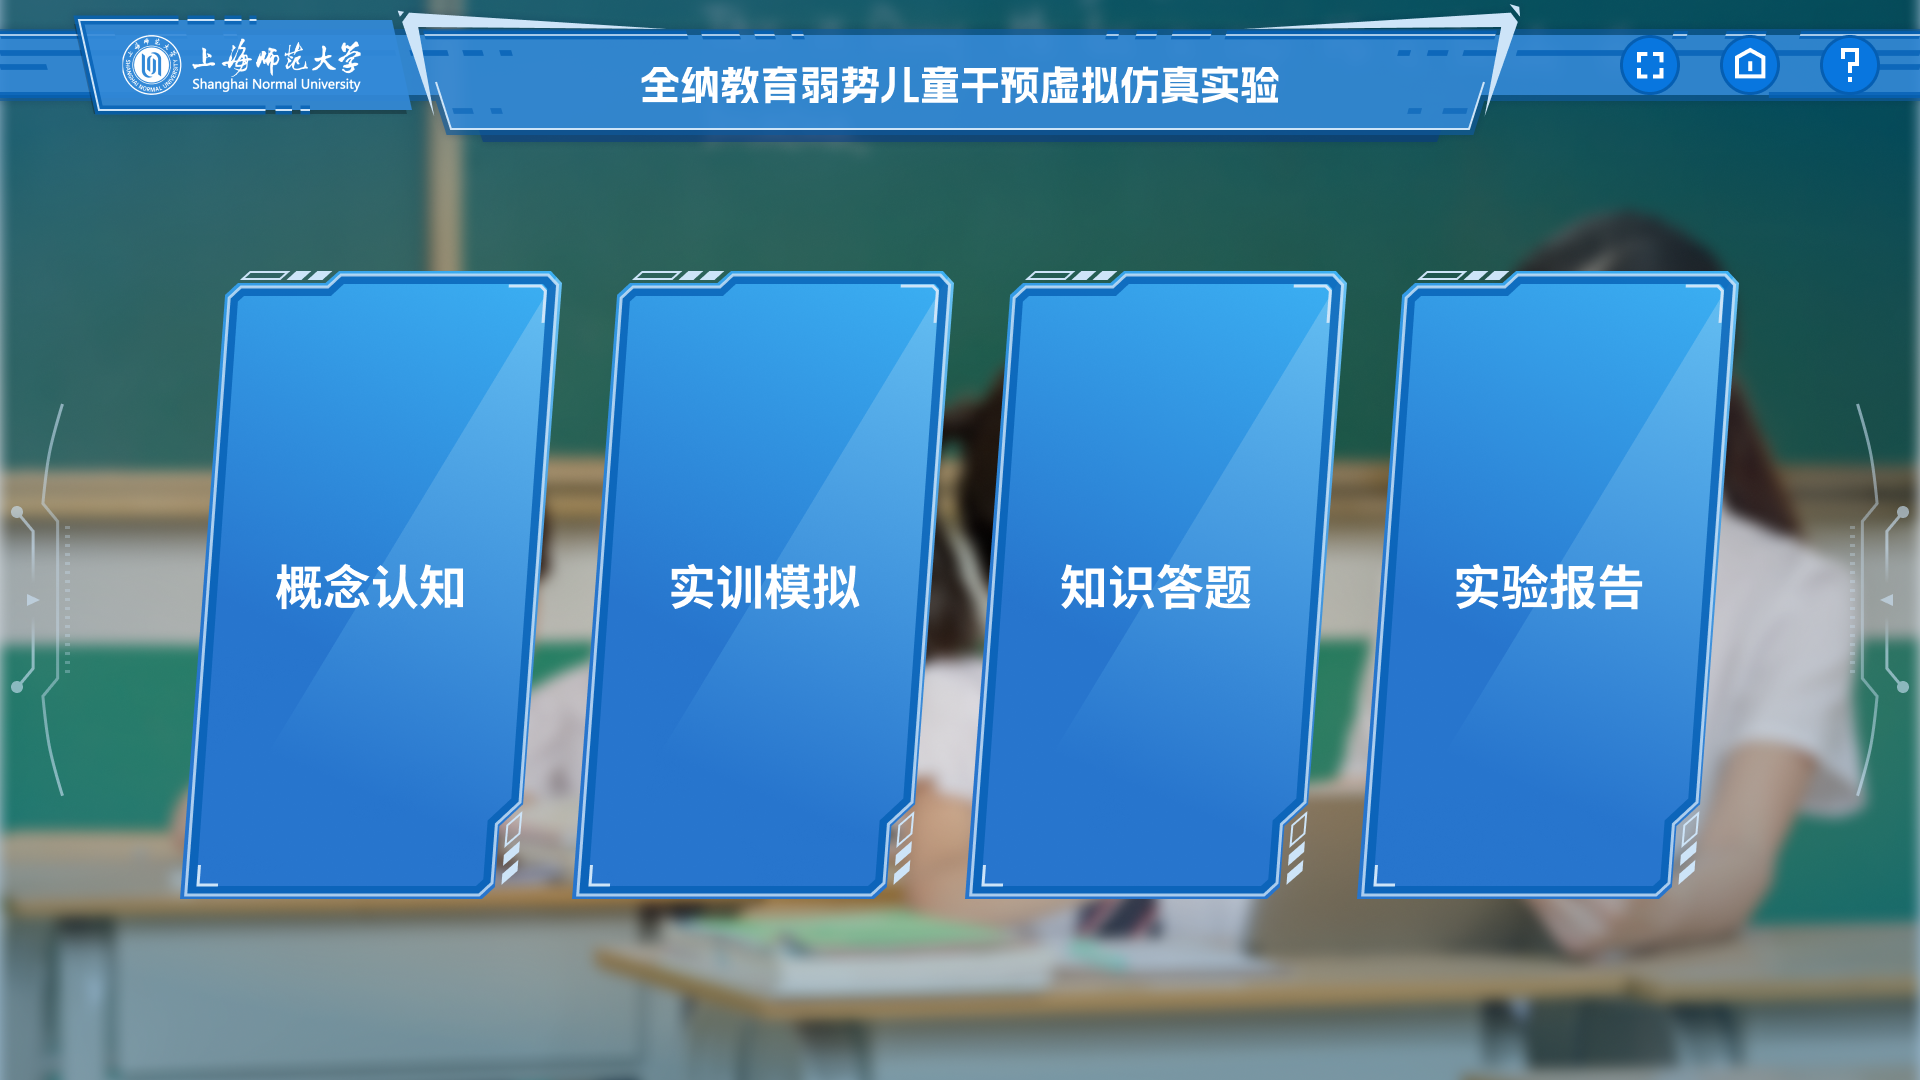 上海师范大学
Shanghai Normal University
全纳教育弱势儿童干预虚拟仿真实验
概念认知
实训模拟
知识答题
实验报告